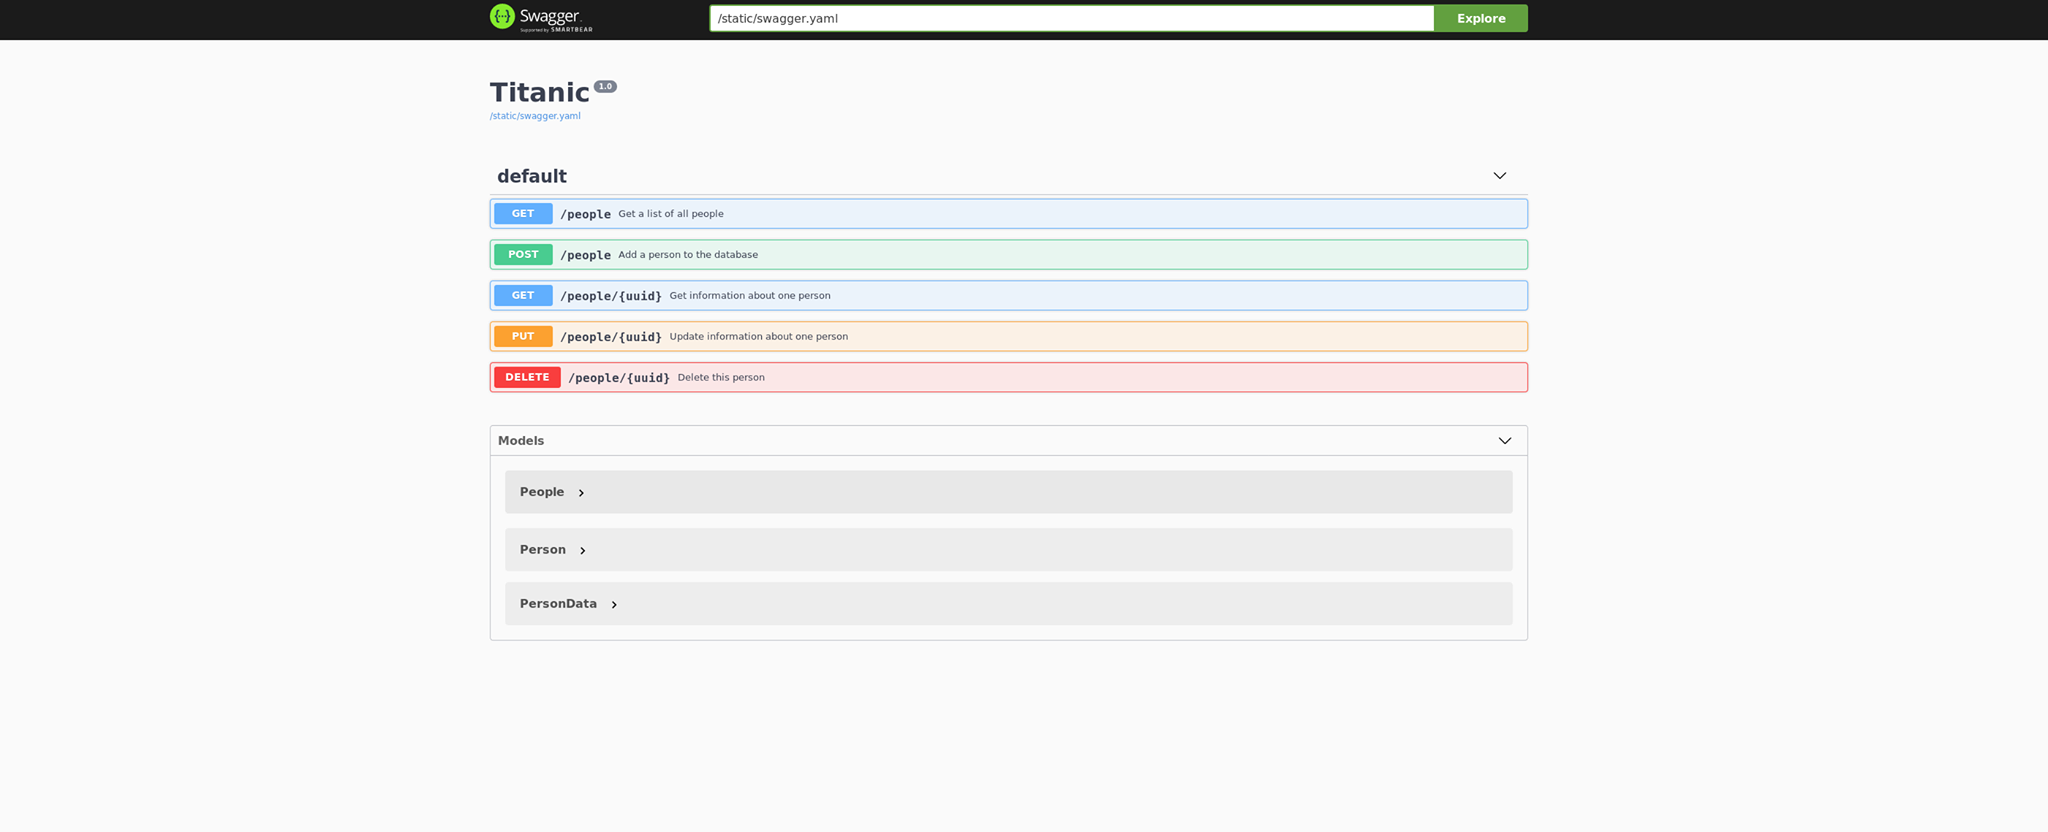 Swagger
Supported by SMARTBEAR
/static/swagger.yaml
Explore
Titanic 1.0
/static/swagger.yaml
default
GET /people Get a list of all people
POST /people Add a person to the database
GET /people/{uuid} Get information about one person
PUT /people/{uuid} Update information about one person
DELETE /people/{uuid} Delete this person
Models
People
Person
PersonData